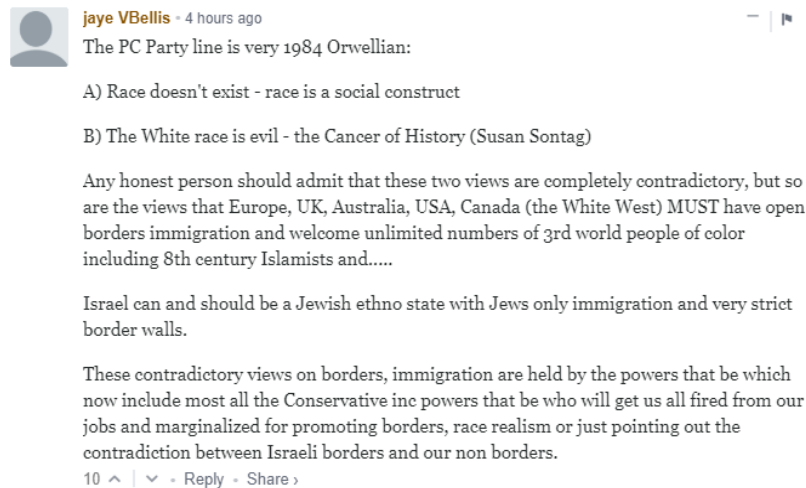 jaye VBellis • 4 hours ago
The PC Party line is very 1984 Orwellian:
A) Race doesn't exist - race is a social construct
B) The White race is evil - the Cancer of History (Susan Sontag)
Any honest person should admit that these two views are completely contradictory, but so
are the views that Europe, UK, Australia, USA, Canada (the White West) MUST have open
borders immigration and welcome unlimited numbers of 3rd world people of color
including 8th century Islamists and.....
Israel can and should be a Jewish ethno state with Jews only immigration and very strict
border walls.
These contradictory views on borders, immigration are held by the powers that be which
now include most all the Conservative inc powers that be who will get us all fired from our
jobs and marginalized for promoting borders, race realism or just pointing out the
contradiction between Israeli borders and our non borders.
10 • Reply • Share ›